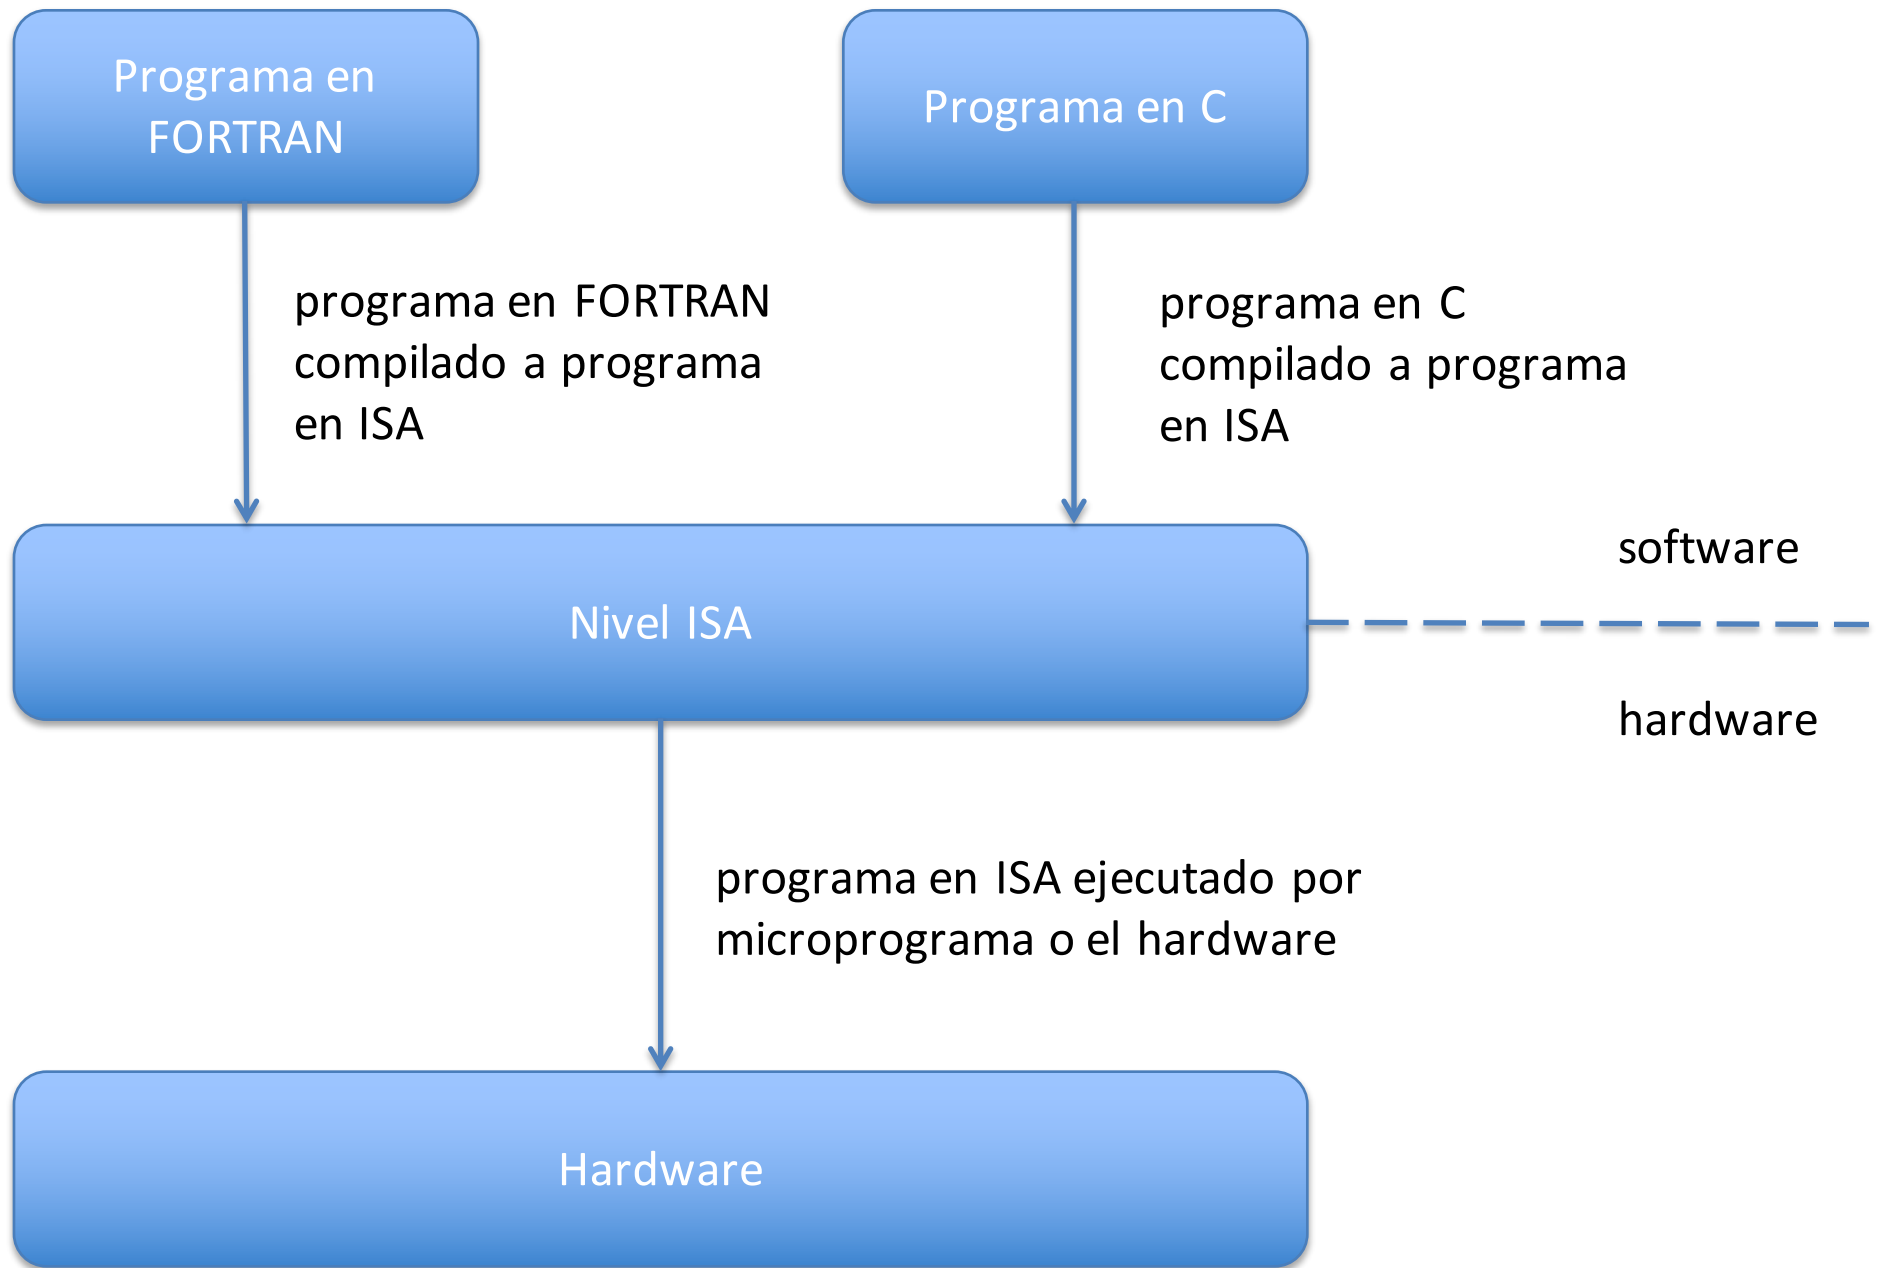 Programa en
FORTRAN
Programa en C
programa en FORTRAN
compilado a programa
en ISA
programa en C
compilado a programa
en ISA
software
Nivel ISA
hardware
programa en ISA ejecutado por
microprograma o el hardware
Hardware